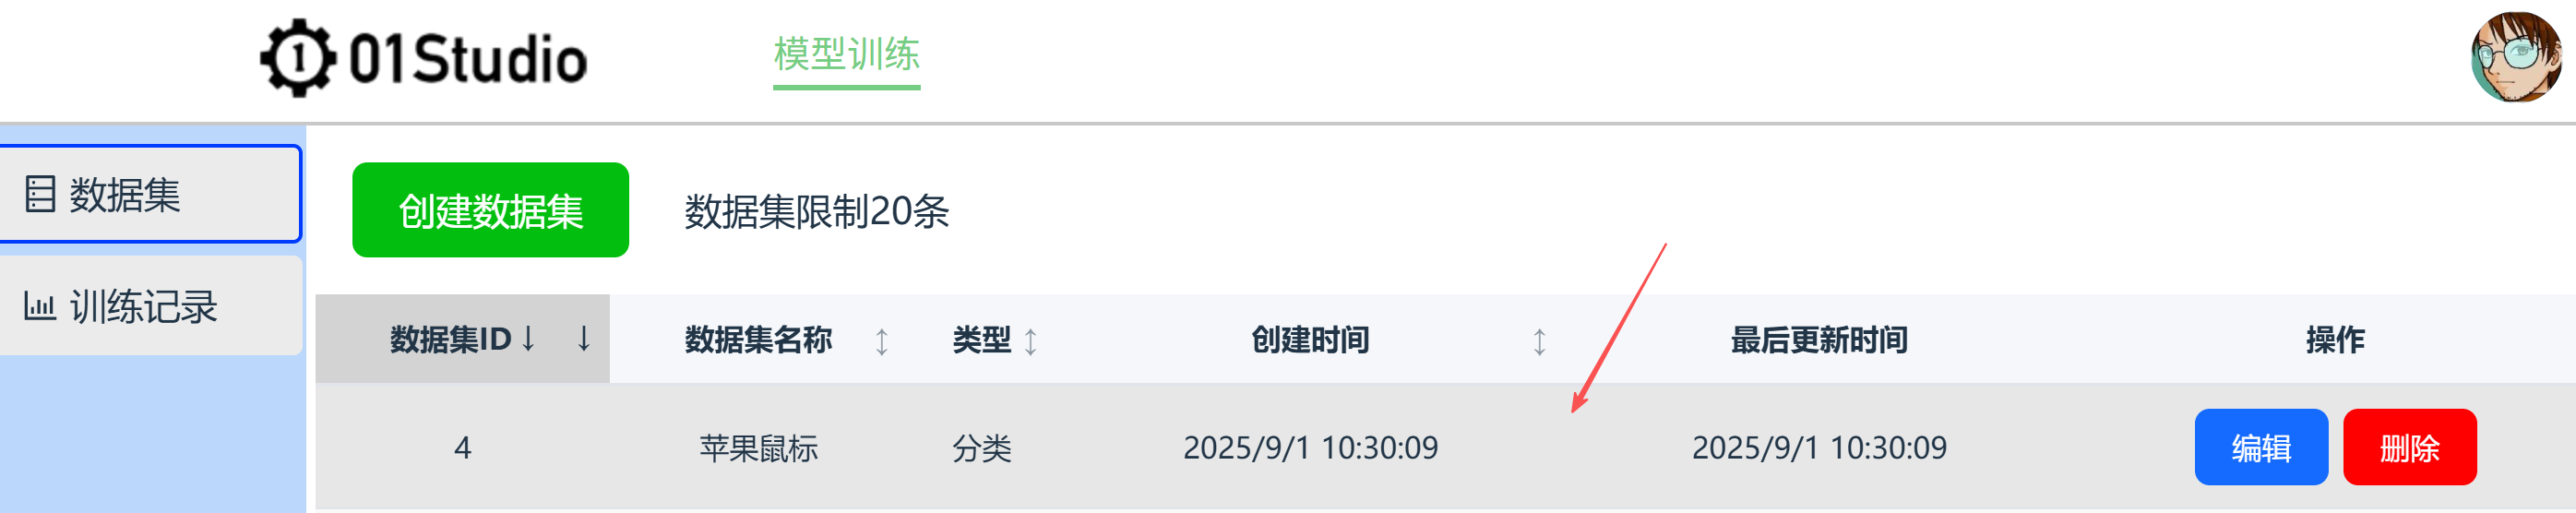 01Studio
模型训练
数据集
训练记录
创建数据集 数据集限制20条
数据集ID↓ ↓ 数据集名称 ↕ 类型 ↕ 创建时间 ↕ 最后更新时间 操作
4 苹果鼠标 分类 2025/9/1 10:30:09 2025/9/1 10:30:09 编辑 删除